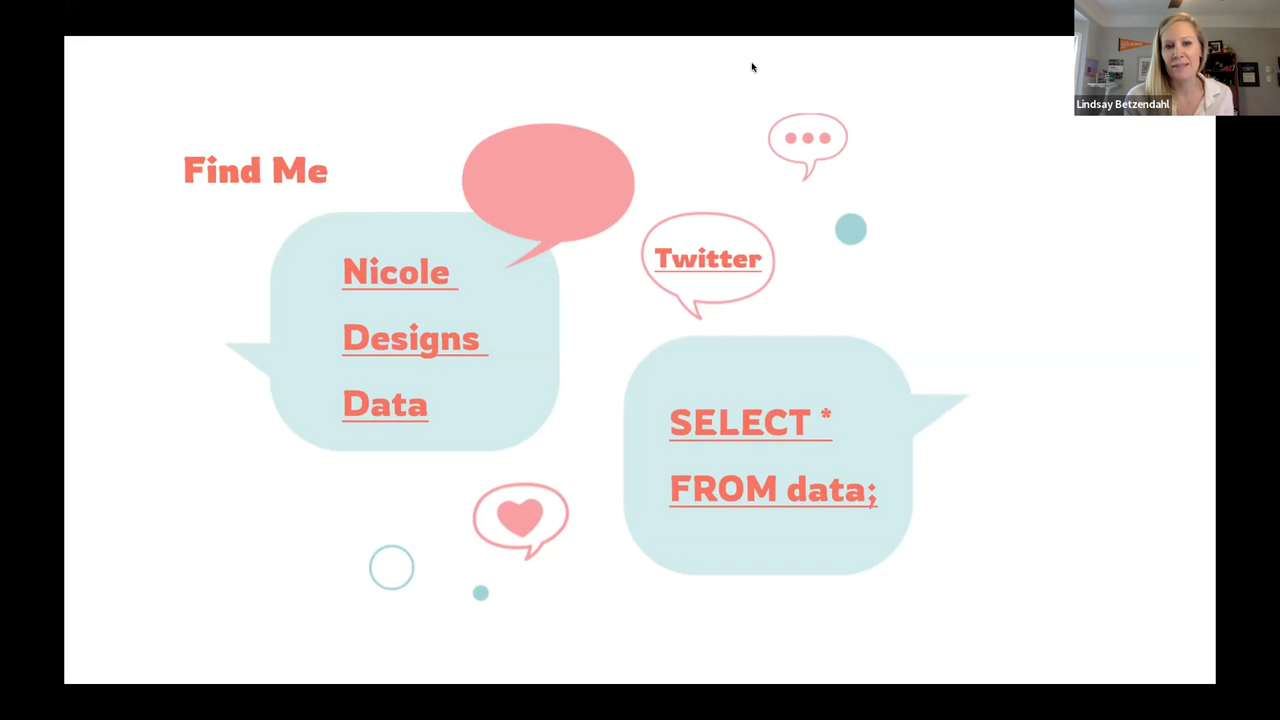 Lindsay Betzendahl
Find Me
Nicole
Designs
Data
Twitter
SELECT *
FROM data;